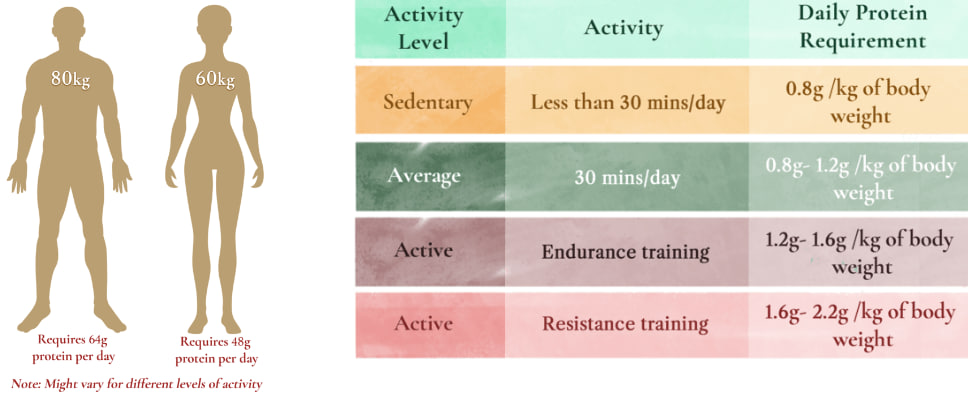 80kg
60kg
Requires 64g
protein per day
Requires 48g
protein per day
Note: Might vary for different levels of activity
Activity
Level
Activity
Daily Protein
Requirement
Sedentary
Less than 30 mins/day
0.8g /kg of body
weight
Average
30 mins/day
0.8g- 1.2g /kg of body
weight
Active
Endurance training
1.2g- 1.6g /kg of body
weight
Active
Resistance training
1.6g- 2.2g /kg of body
weight